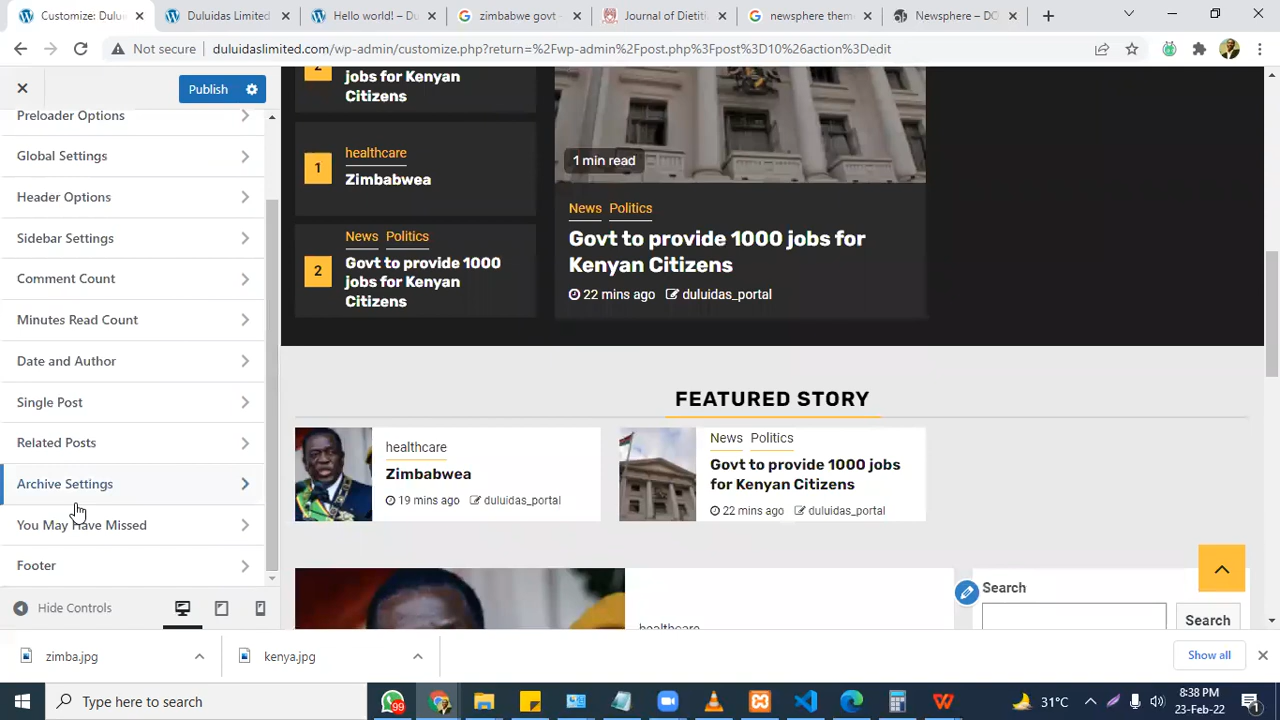 Customize: Dulu
Duluidas Limited
Hello world! – Du
zimbabwe govt -
Journal of Dietiti
newsphere them
Newsphere – DO
Not secure
duluidaslimited.com/wp-admin/customize.php?return=%2Fwp-admin%2Fpost.php%3Fpost%3D10%26action%3Dedit
Publish
Preloader Options
Global Settings
Header Options
Sidebar Settings
Comment Count
Minutes Read Count
Date and Author
Single Post
Related Posts
Archive Settings
You May Have Missed
Footer
Hide Controls
2
jobs for Kenyan
Citizens
1
healthcare
Zimbabwea
2
News Politics
Govt to provide 1000
jobs for Kenyan
Citizens
1 min read
News Politics
Govt to provide 1000 jobs for
Kenyan Citizens
22 mins ago duluidas_portal
FEATURED STORY
healthcare
Zimbabwea
19 mins ago duluidas_portal
News Politics
Govt to provide 1000 jobs
for Kenyan Citizens
22 mins ago duluidas_portal
healthcare
Search
Search
zimba.jpg
kenya.jpg
Show all
Type here to search
99
31°C
8:38 PM
23-Feb-22
1